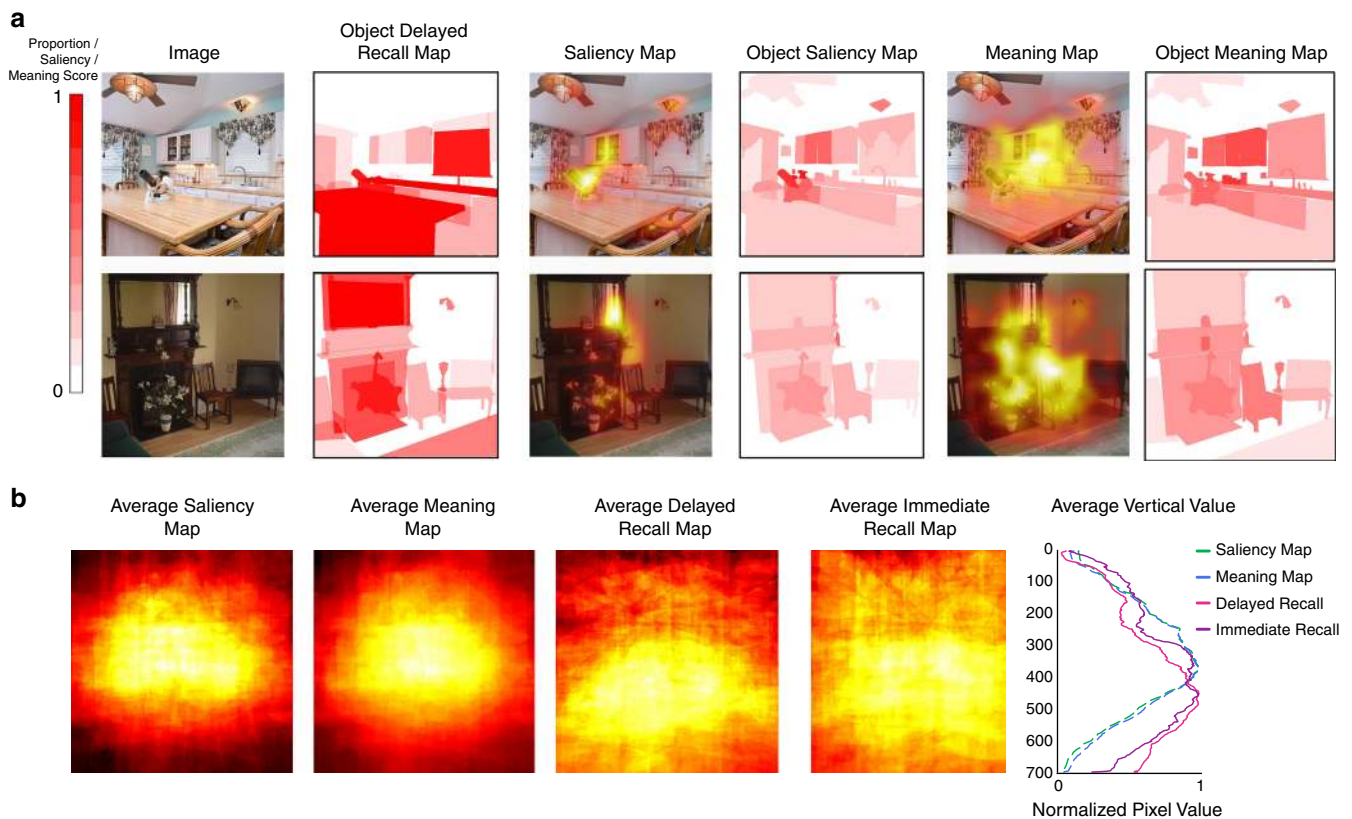 a
Proportion /
Saliency /
Meaning Score
1
0
Image
Object Delayed
Recall Map
Saliency Map
Object Saliency Map
Meaning Map
Object Meaning Map
b
Average Saliency
Map
Average Meaning
Map
Average Delayed
Recall Map
Average Immediate
Recall Map
Average Vertical Value
0
100
200
300
400
500
600
700
0
1
Normalized Pixel Value
Saliency Map
Meaning Map
Delayed Recall
Immediate Recall